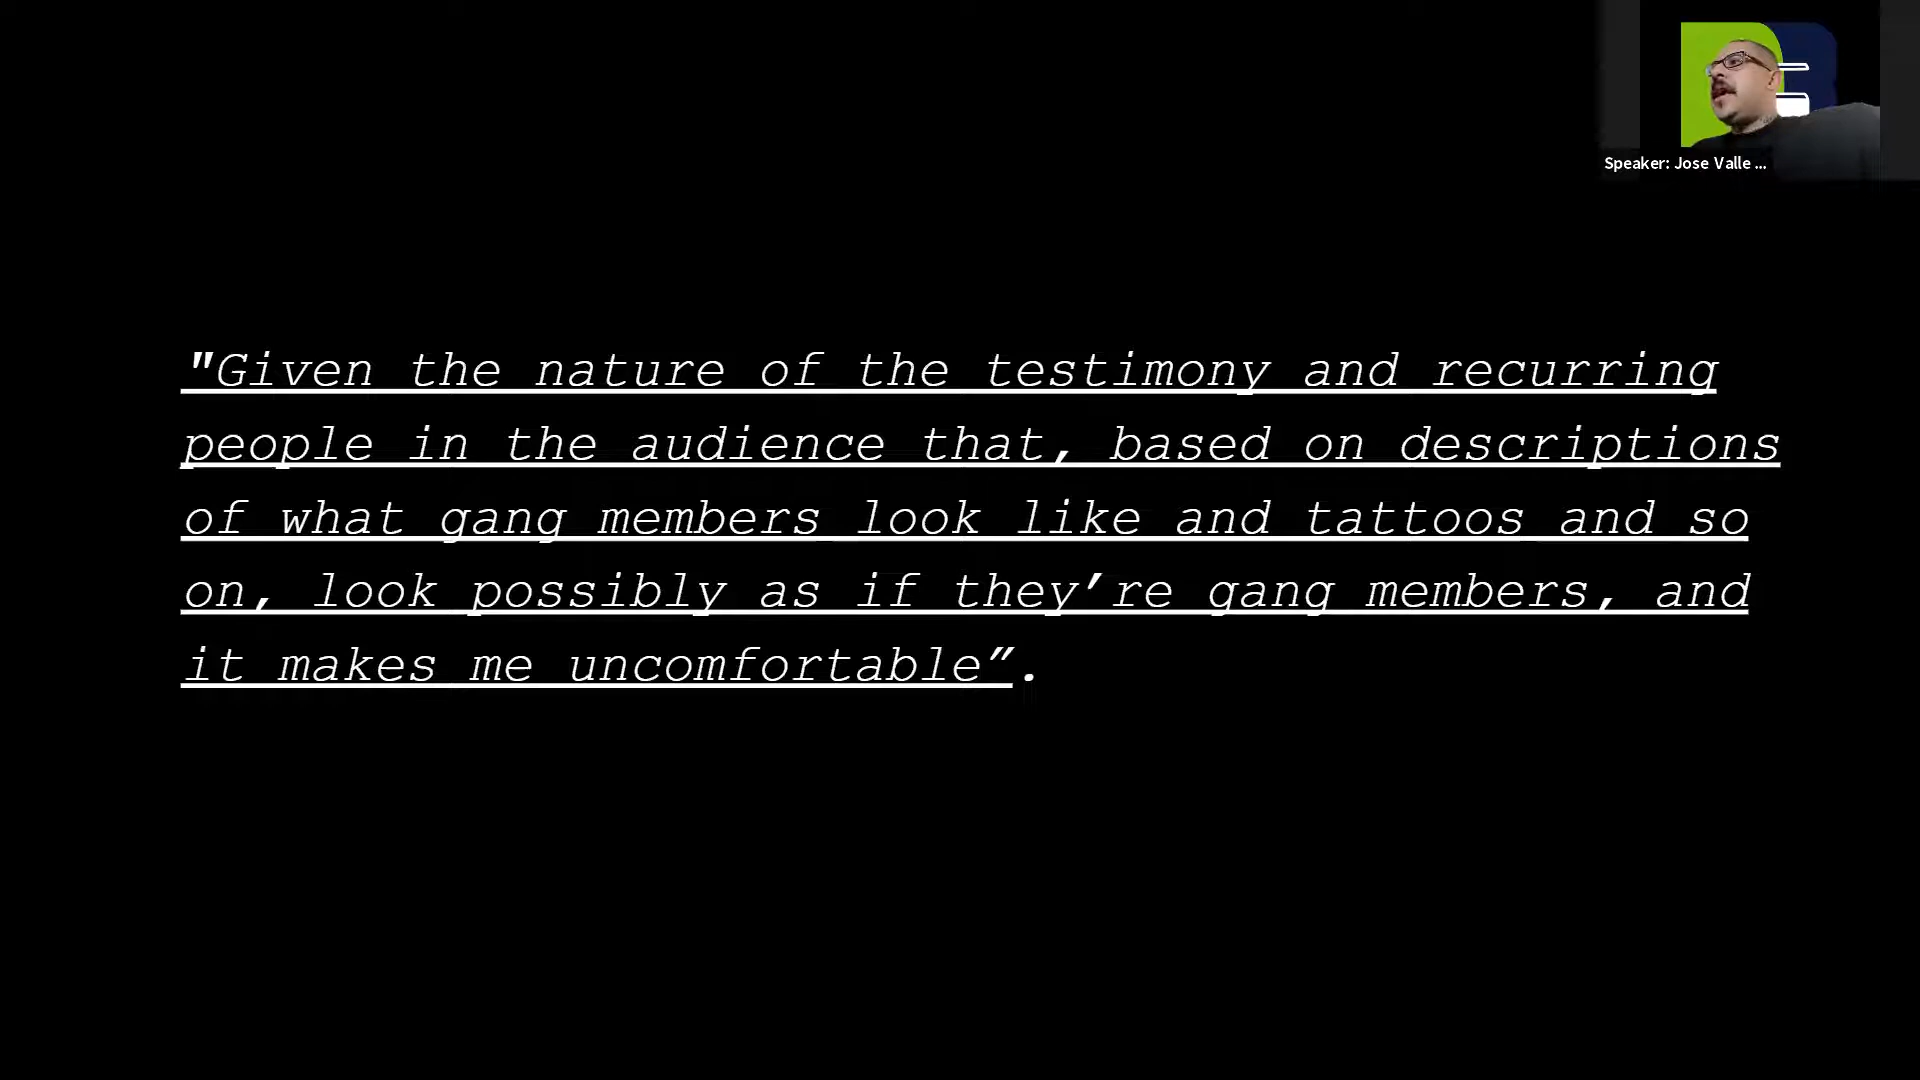 Speaker: Jose Valle ...
"Given the nature of the testimony and recurring
people in the audience that, based on descriptions
of what gang members look like and tattoos and so
on, look possibly as if they’re gang members, and
it makes me uncomfortable”.